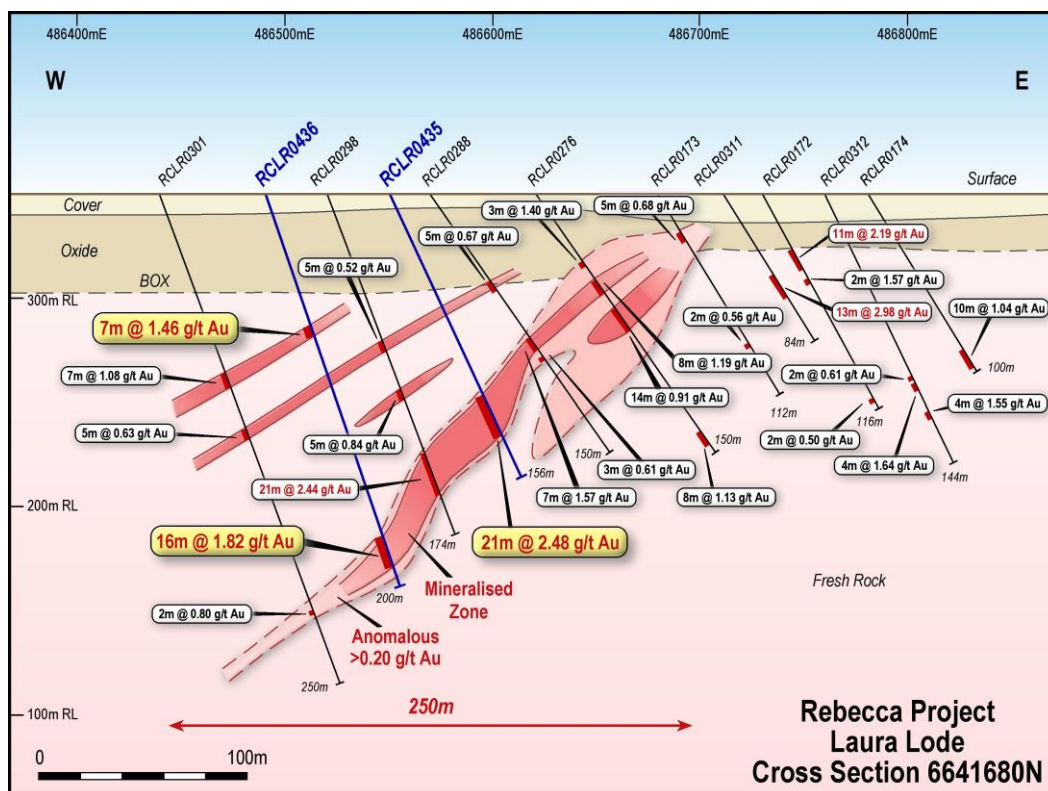 486400mE
486500mE
486600mE
486700mE
486800mE
W
E
RCLR0301
RCLR0436
RCLR0298
RCLR0435
RCLR0288
RCLR0276
RCLR0173
RCLR0311
RCLR0172
RCLR0312
RCLR0174
Surface
Cover
Oxide
BOX
3m @ 1.40 g/t Au
5m @ 0.68 g/t Au
5m @ 0.67 g/t Au
11m @ 2.19 g/t Au
5m @ 0.52 g/t Au
2m @ 1.57 g/t Au
300m RL
7m @ 1.46 g/t Au
13m @ 2.98 g/t Au
10m @ 1.04 g/t Au
2m @ 0.56 g/t Au
84m
8m @ 1.19 g/t Au
100m
7m @ 1.08 g/t Au
2m @ 0.61 g/t Au
14m @ 0.91 g/t Au
4m @ 1.55 g/t Au
112m
116m
5m @ 0.63 g/t Au
5m @ 0.84 g/t Au
2m @ 0.50 g/t Au
150m
150m
156m
3m @ 0.61 g/t Au
4m @ 1.64 g/t Au
144m
21m @ 2.44 g/t Au
7m @ 1.57 g/t Au
8m @ 1.13 g/t Au
200m RL
16m @ 1.82 g/t Au
174m
21m @ 2.48 g/t Au
Fresh Rock
200m
Mineralised
Zone
2m @ 0.80 g/t Au
Anomalous
>0.20 g/t Au
250m
250m
100m RL
0
100m
Rebecca Project
Laura Lode
Cross Section 6641680N